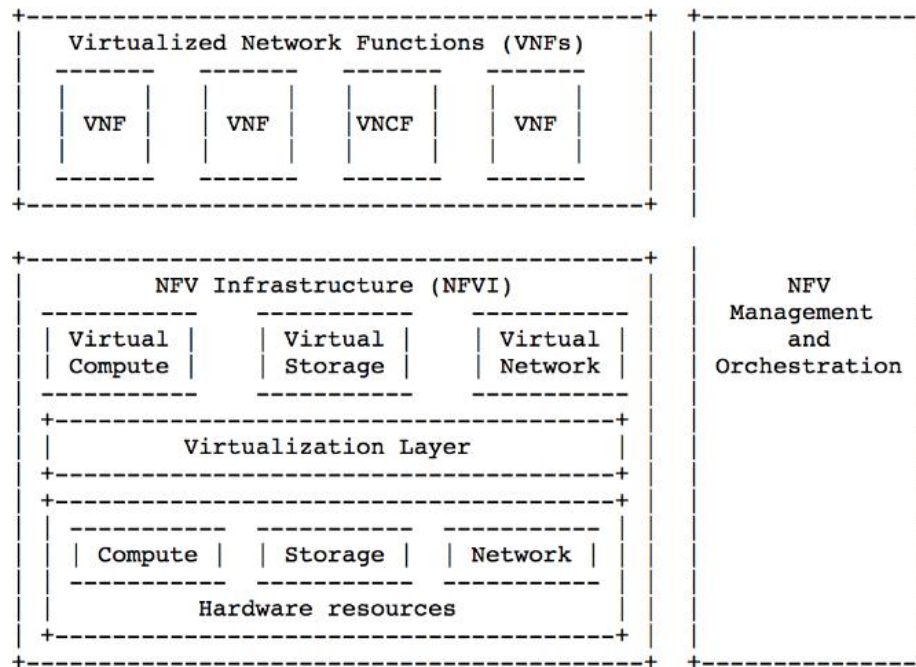 Virtualized Network Functions (VNFs)
VNF VNF VNCF VNF
NFV Infrastructure (NFVI)
Virtual Virtual Virtual
Compute Storage Network
Virtualization Layer
Compute Storage Network
Hardware resources
NFV
Management
and
Orchestration